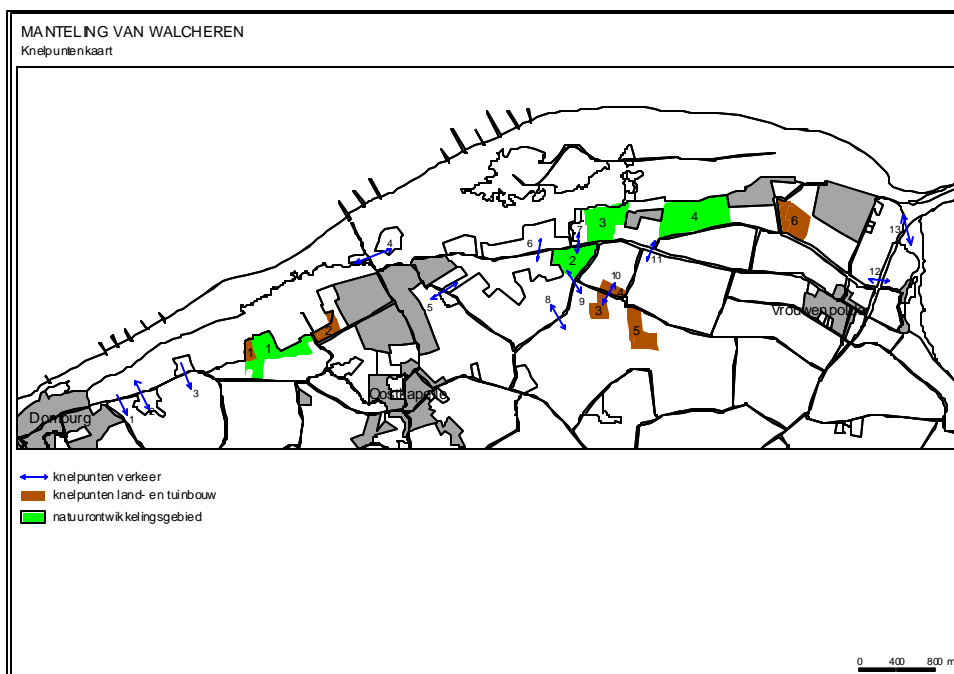 MANTELING VAN WALCHEREN
Knelpuntenkaart
4
13
6
3
4
6
7
2
11
12
10
4
8
9
3
5
Vrouwenpolder
5
2
1
1
3
Oostkapelle
2
1
Domburg
knelpunten verkeer
knelpunten land- en tuinbouw
natuurontwikkelingsgebied
0 400 800 m